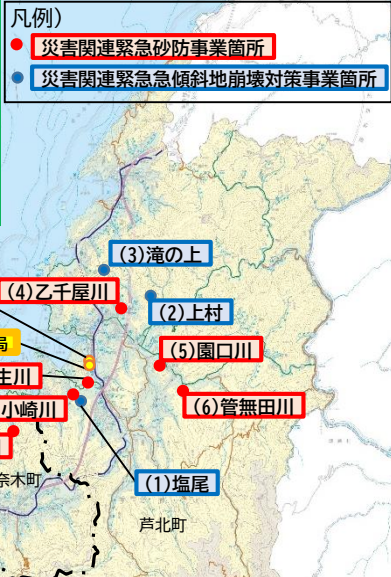 凡例)
災害関連緊急砂防事業箇所
災害関連緊急急傾斜地崩壊対策事業箇所
(3)滝の上
(4)乙千屋川
(2)上村
局
(5)園口川
生川
小崎川
(6)管無田川
(1)塩尾
奈木町
芦北町